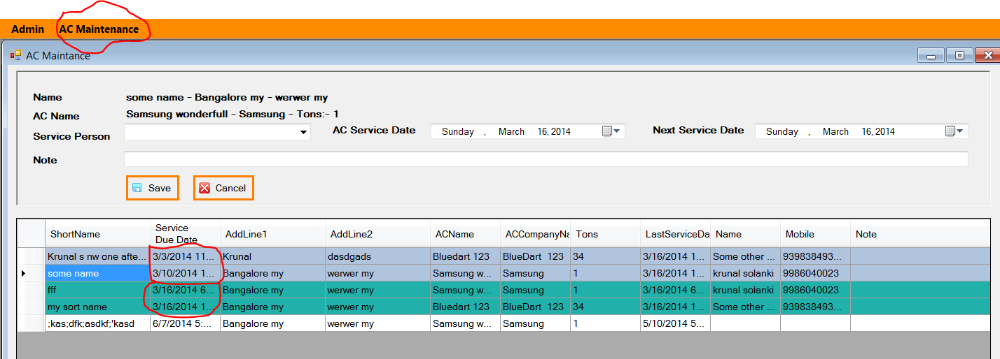 Admin AC Maintenance
AC Maintance
Name some name - Bangalore my - werwer my
AC Name Samsung wonderfull - Samsung - Tons:- 1
Service Person AC Service Date Sunday , March 16, 2014 Next Service Date Sunday , March 16, 2014
Note
Save Cancel
ShortName Service Due Date AddLine1 AddLine2 ACName ACCompanyNa Tons LastServiceDa Name Mobile Note
Krunal s nw one afte... 3/3/2014 11... Krunal dasdgads Bluedart 123 BlueDart 123 34 3/16/2014 1... Some other ... 939838493...
some name 3/10/2014 1... Bangalore my werwer my Samsung w... Samsung 1 3/16/2014 1... krunal solanki 9986040023
fff 3/16/2014 6... Bangalore my werwer my Samsung w... Samsung 1 3/16/2014 6... krunal solanki 9986040023
my sort name 3/16/2014 1... Bangalore my werwer my Bluedart 123 BlueDart 123 34 3/16/2014 1... Some other ... 939838493...
;kas;dfk;asdkf;'kasd 6/7/2014 5:... Bangalore my werwer my Samsung w... Samsung 1 5/10/2014 5...